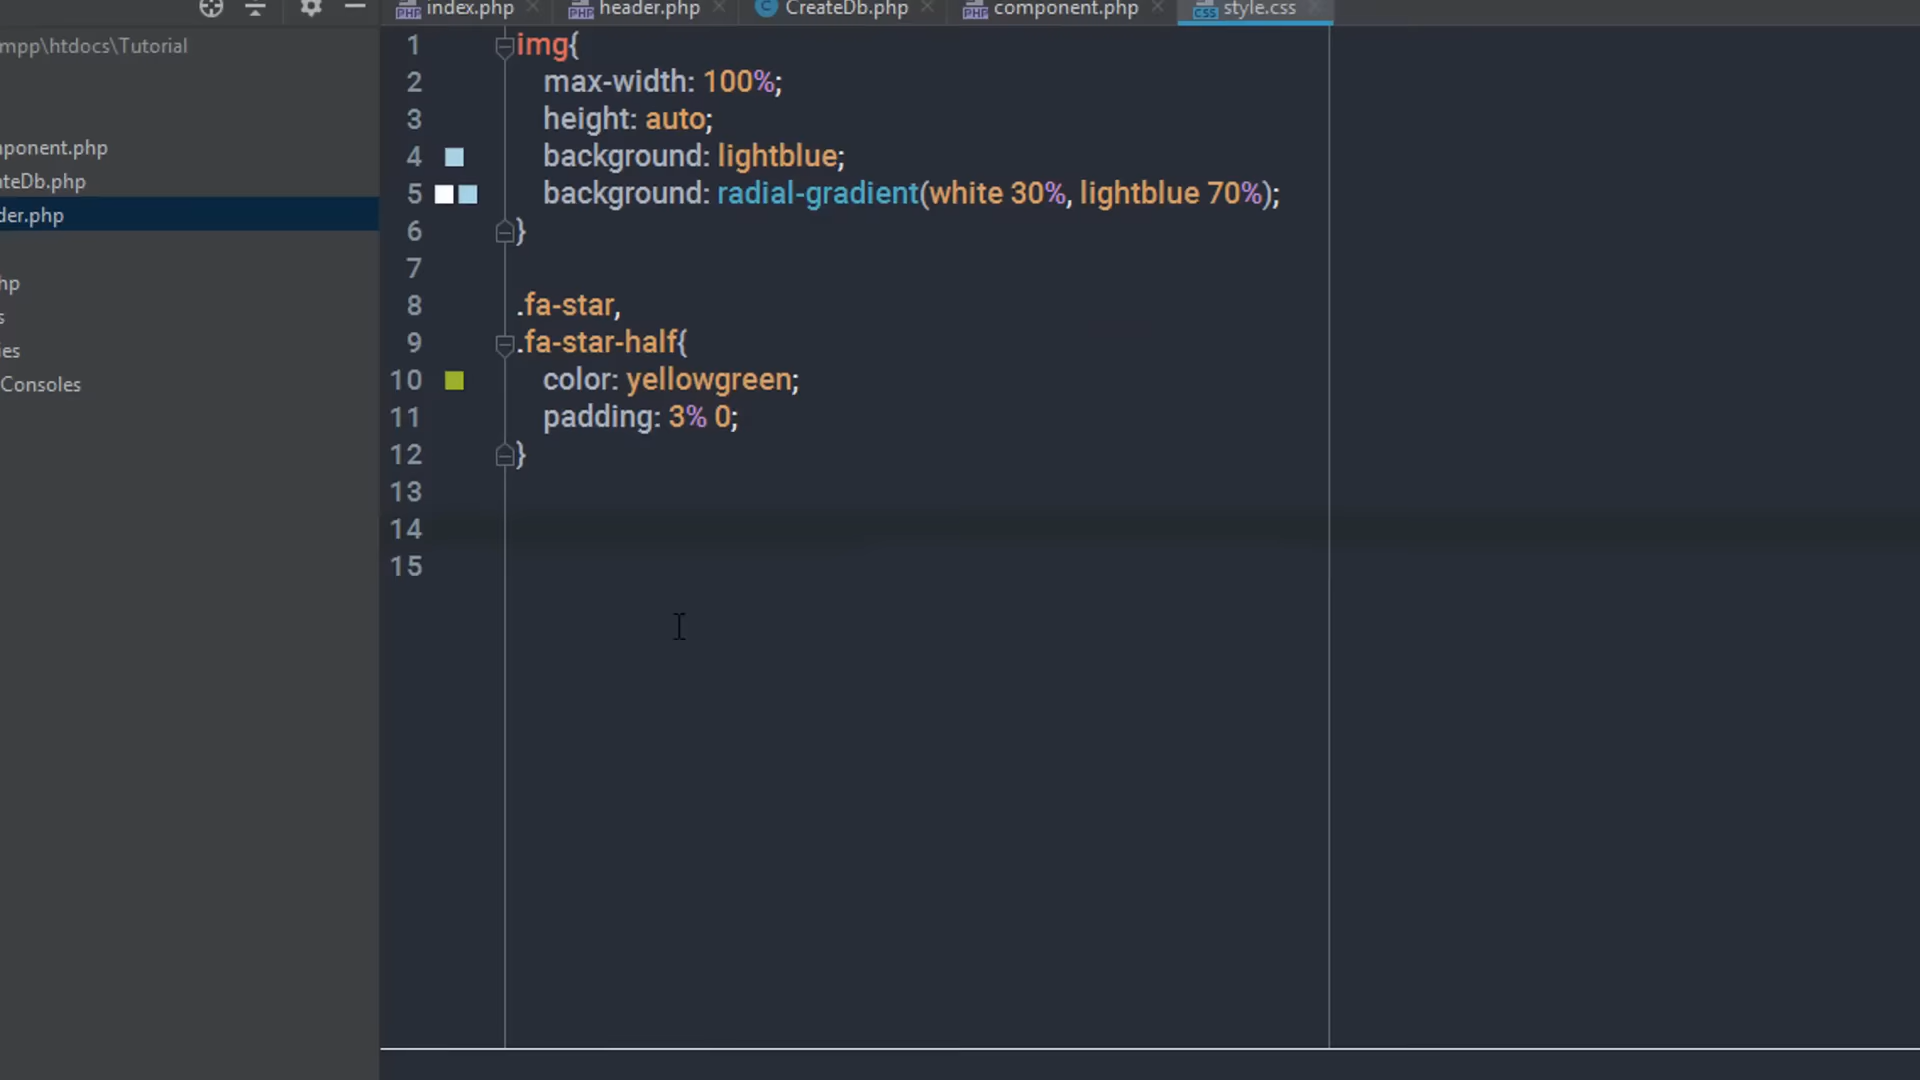 index.php
header.php
CreateDb.php
component.php
style.css
mpp\htdocs\Tutorial
ponent.php
teDb.php
der.php
hp
s
ies
Consoles
1 img{
2 max-width: 100%;
3 height: auto;
4 background: lightblue;
5 background: radial-gradient(white 30%, lightblue 70%);
6 }
7
8 .fa-star,
9 .fa-star-half{
10 color: yellowgreen;
11 padding: 3% 0;
12 }
13
14
15